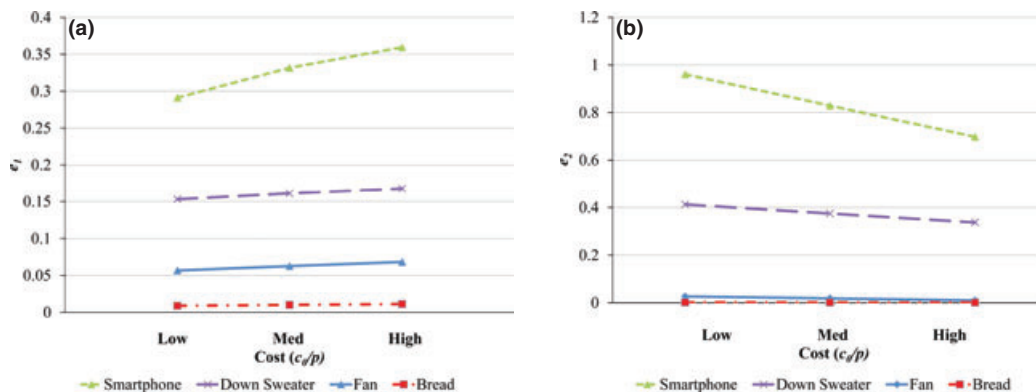 (a)
0.4
0.35
0.3
0.25
0.2
0.15
0.1
0.05
0
e₁
Low Med High
Cost (c₀/p)
Smartphone Down Sweater Fan Bread
(b)
1.2
1
0.8
0.6
0.4
0.2
0
e₂
Low Med High
Cost (c₀/p)
Smartphone Down Sweater Fan Bread